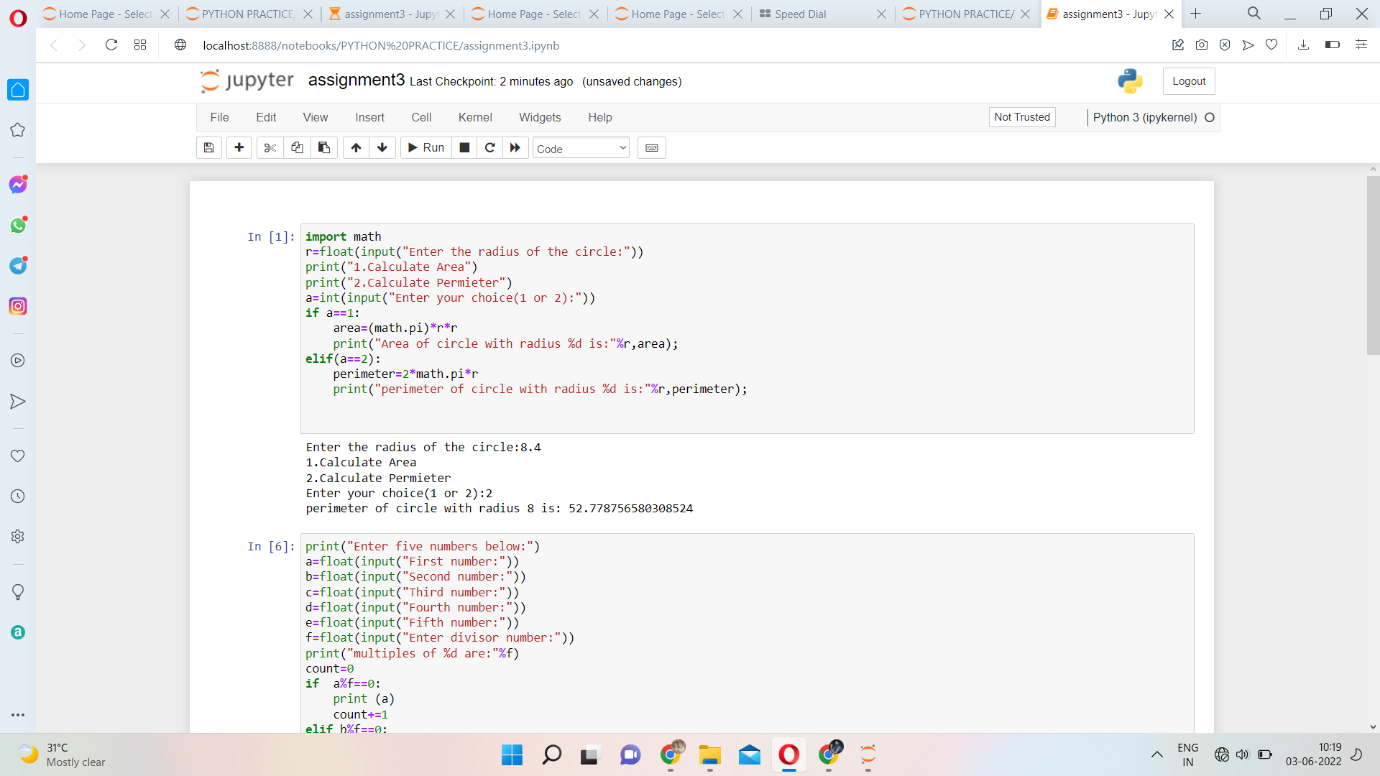 Home Page - Select
PYTHON PRACTICE/
assignment3 - Jupy
Home Page - Select
Home Page - Select
Speed Dial
PYTHON PRACTICE/
assignment3 - Jupy
localhost:8888/notebooks/PYTHON%20PRACTICE/assignment3.ipynb
jupyter assignment3 Last Checkpoint: 2 minutes ago (unsaved changes)
Logout
File Edit View Insert Cell Kernel Widgets Help
Not Trusted
Python 3 (ipykernel)
Run
Code
In [1]:
import math
r=float(input("Enter the radius of the circle:"))
print("1.Calculate Area")
print("2.Calculate Permieter")
a=int(input("Enter your choice(1 or 2):"))
if a==1:
    area=(math.pi)*r*r
    print("Area of circle with radius %d is:"%r,area);
elif(a==2):
    perimeter=2*math.pi*r
    print("perimeter of circle with radius %d is:"%r,perimeter);
Enter the radius of the circle:8.4
1.Calculate Area
2.Calculate Permieter
Enter your choice(1 or 2):2
perimeter of circle with radius 8 is: 52.778756580308524
In [6]:
print("Enter five numbers below:")
a=float(input("First number:"))
b=float(input("Second number:"))
c=float(input("Third number:"))
d=float(input("Fourth number:"))
e=float(input("Fifth number:"))
f=float(input("Enter divisor number:"))
print("multiples of %d are:"%f)
count=0
if  a%f==0:
    print (a)
    count+=1
elif b%f==0:
31°C
Mostly clear
ENG
IN
10:19
03-06-2022